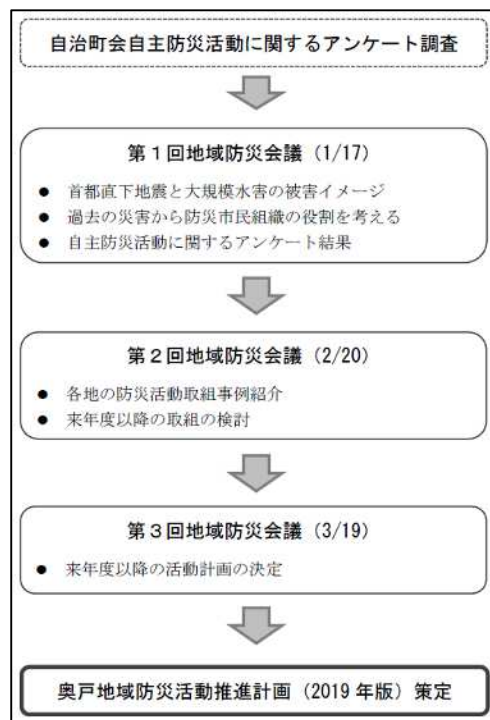 自治町会自主防災活動に関するアンケート調査
第１回地域防災会議（1/17）
● 首都直下地震と大規模水害の被害イメージ
● 過去の災害から防災市民組織の役割を考える
● 自主防災活動に関するアンケート結果
第２回地域防災会議（2/20）
● 各地の防災活動取組事例紹介
● 来年度以降の取組の検討
第３回地域防災会議（3/19）
● 来年度以降の活動計画の決定
奥戸地域防災活動推進計画（2019 年版）策定